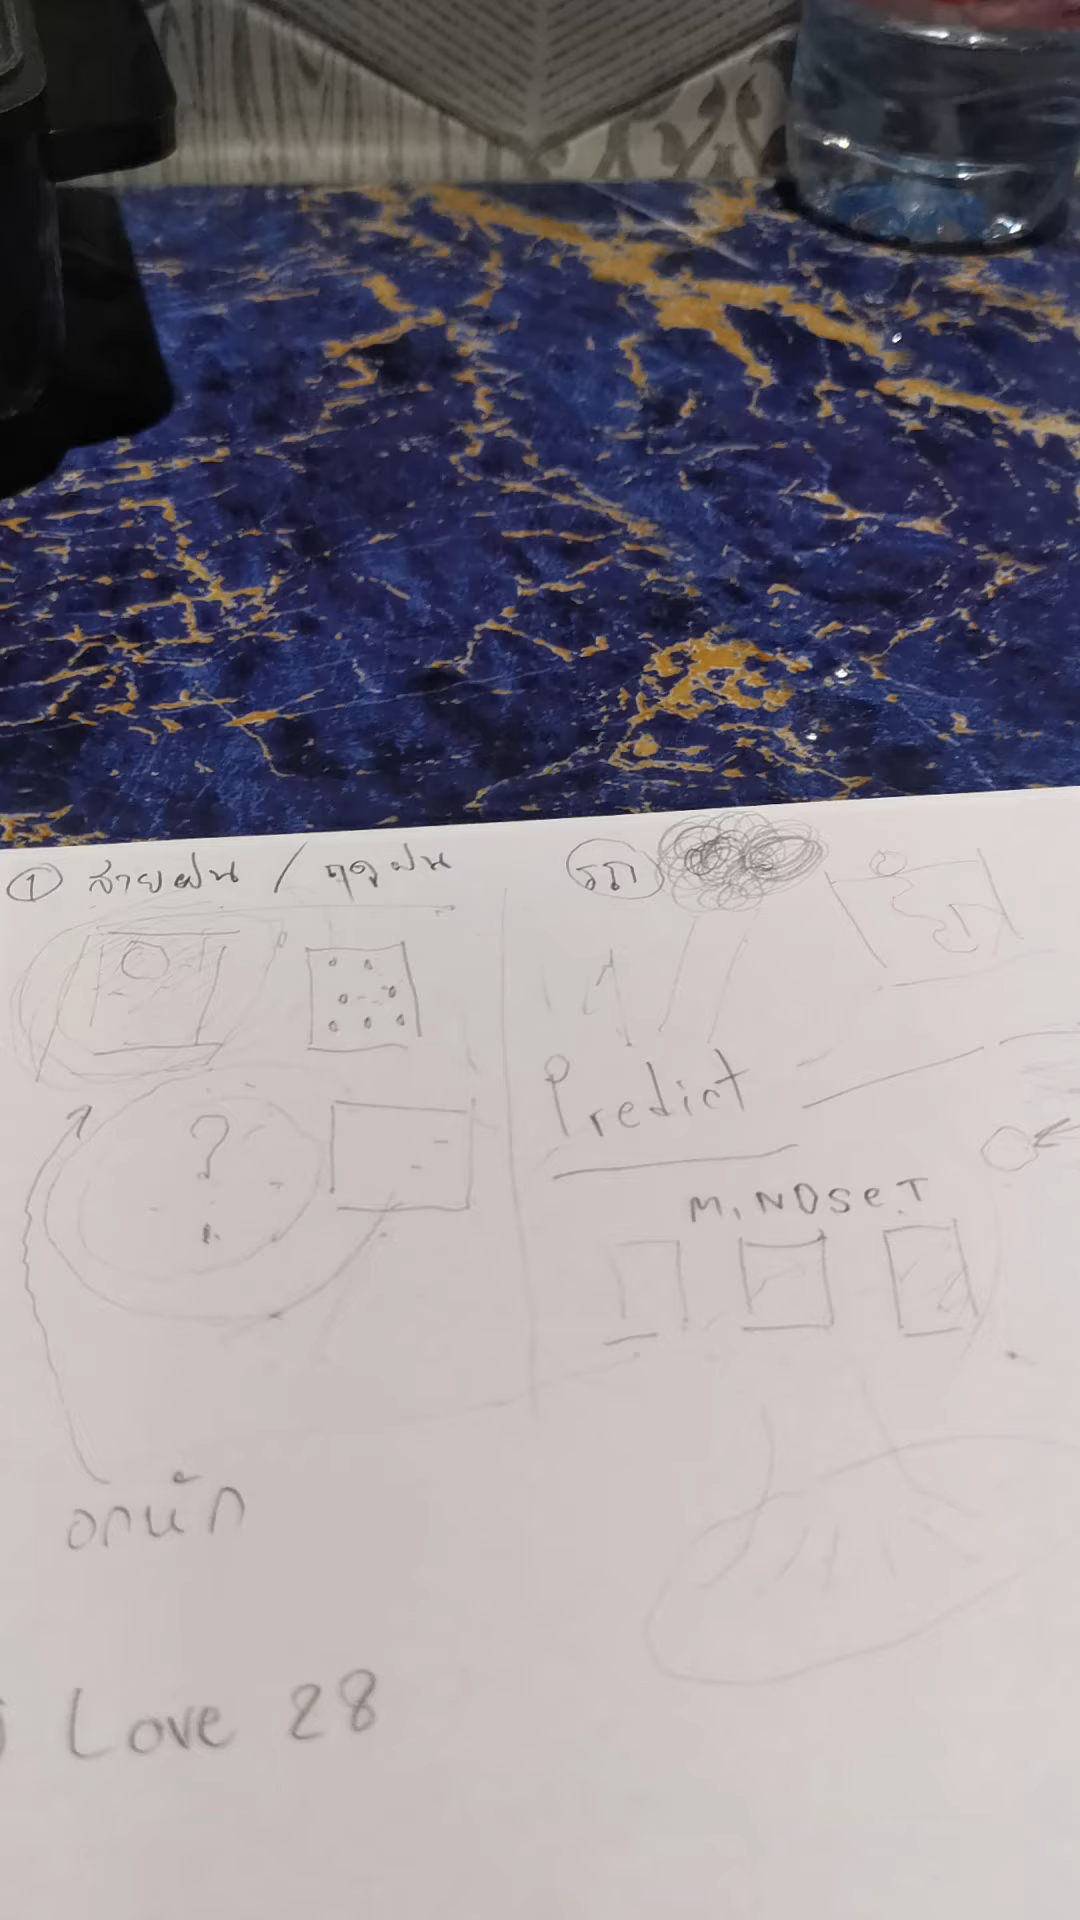 ① สายฝน / ฤดูฝน
รถ
?
Predict
MiNDSeT
อกหัก
Love 28